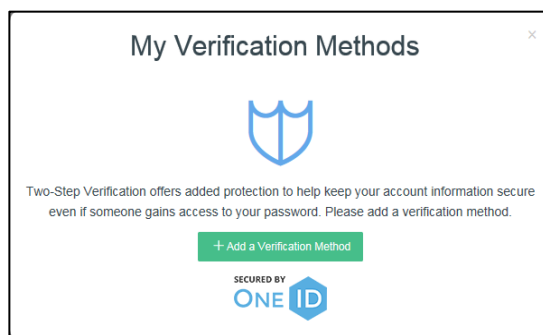 My Verification Methods
×
Two-Step Verification offers added protection to help keep your account information secure
even if someone gains access to your password. Please add a verification method.
+ Add a Verification Method
SECURED BY
ONE ID